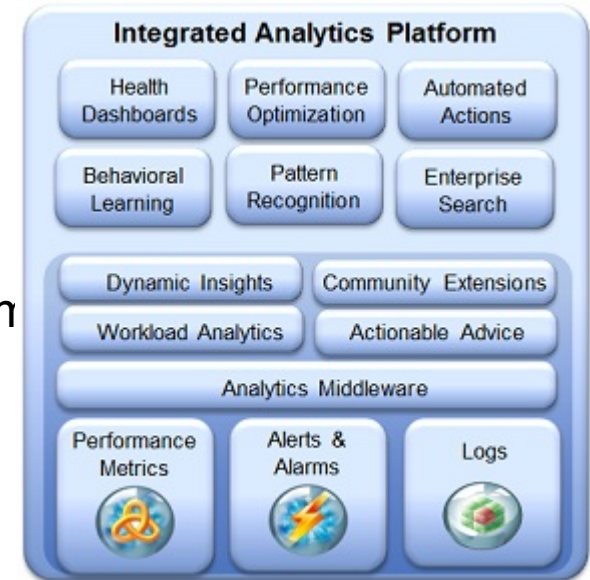 Integrated Analytics Platform
Health
Dashboards
Performance
Optimization
Automated
Actions
Behavioral
Learning
Pattern
Recognition
Enterprise
Search
Dynamic Insights
Community Extensions
Workload Analytics
Actionable Advice
Analytics Middleware
Performance
Metrics
Alerts &
Alarms
Logs